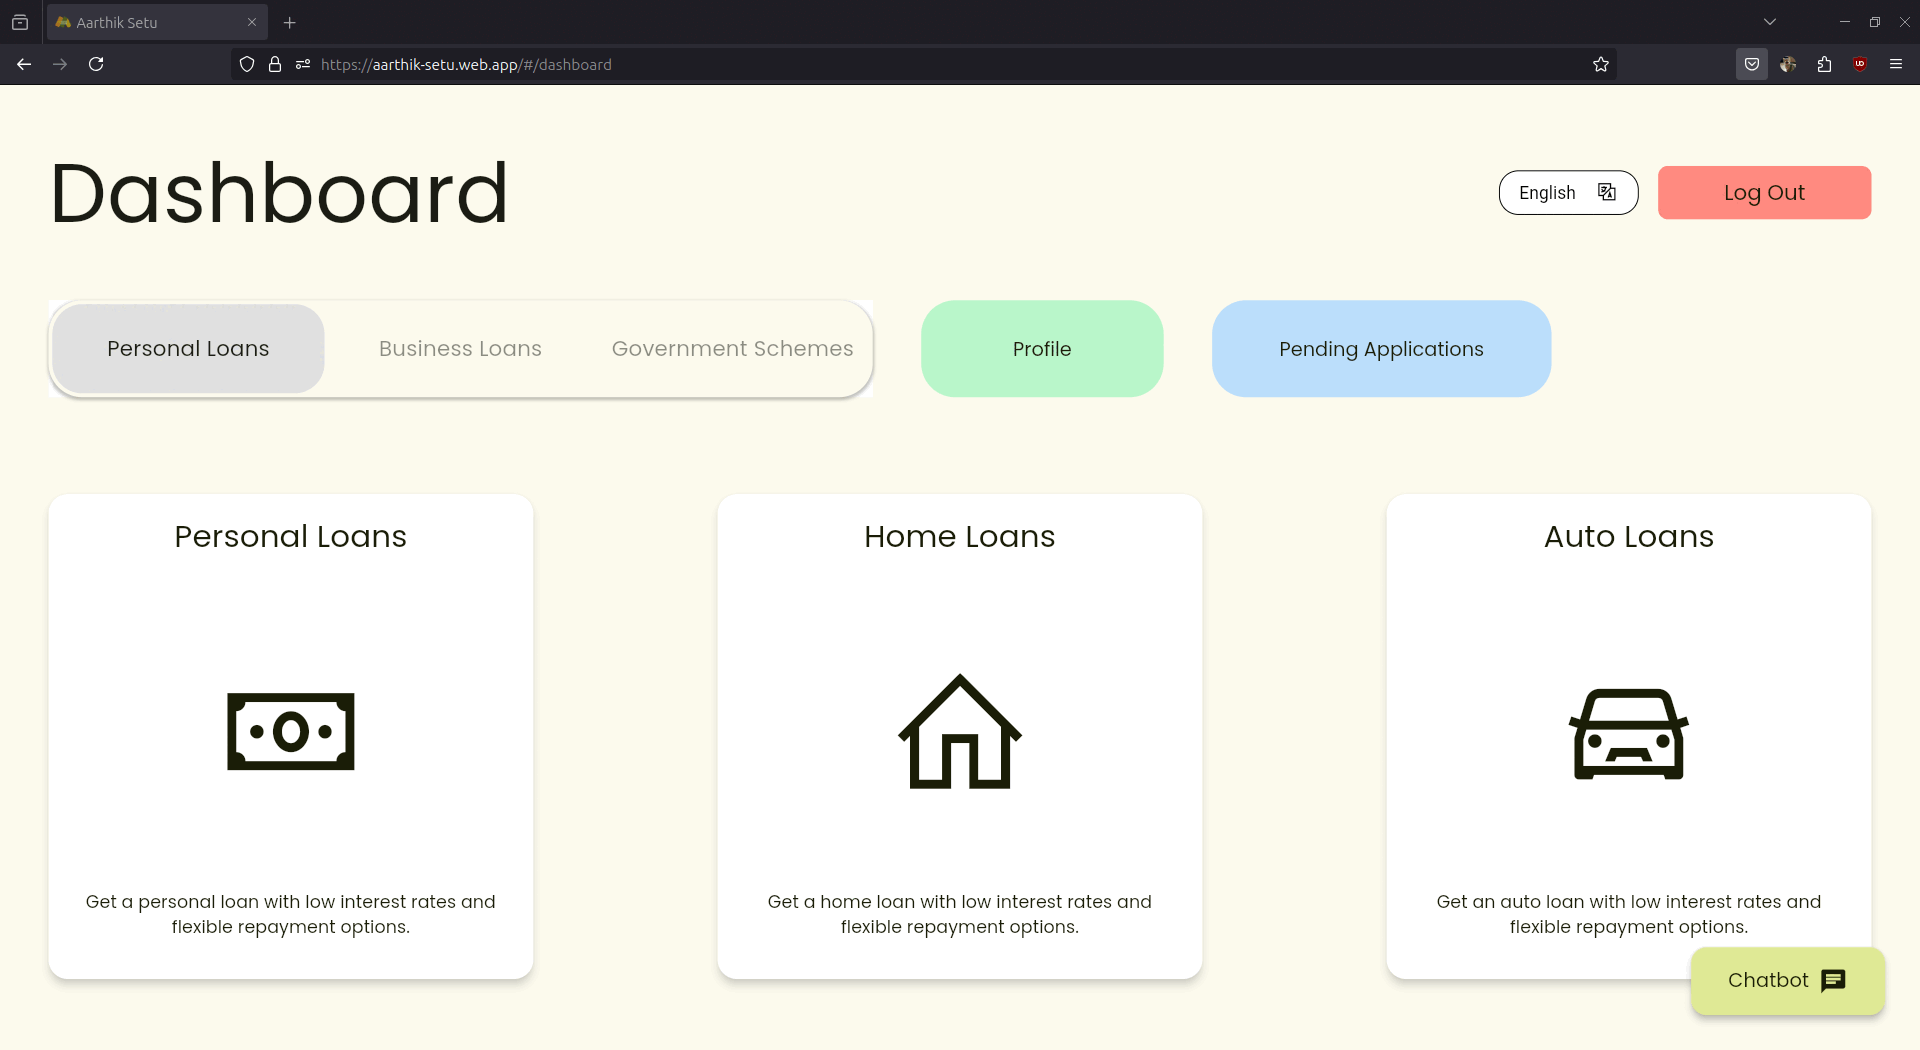 Aarthik Setu
https://aarthik-setu.web.app/#/dashboard
Dashboard
English
Log Out
Personal Loans
Business Loans
Government Schemes
Profile
Pending Applications
Personal Loans
Get a personal loan with low interest rates and
flexible repayment options.
Home Loans
Get a home loan with low interest rates and
flexible repayment options.
Auto Loans
Get an auto loan with low interest rates and
flexible repayment options.
Chatbot